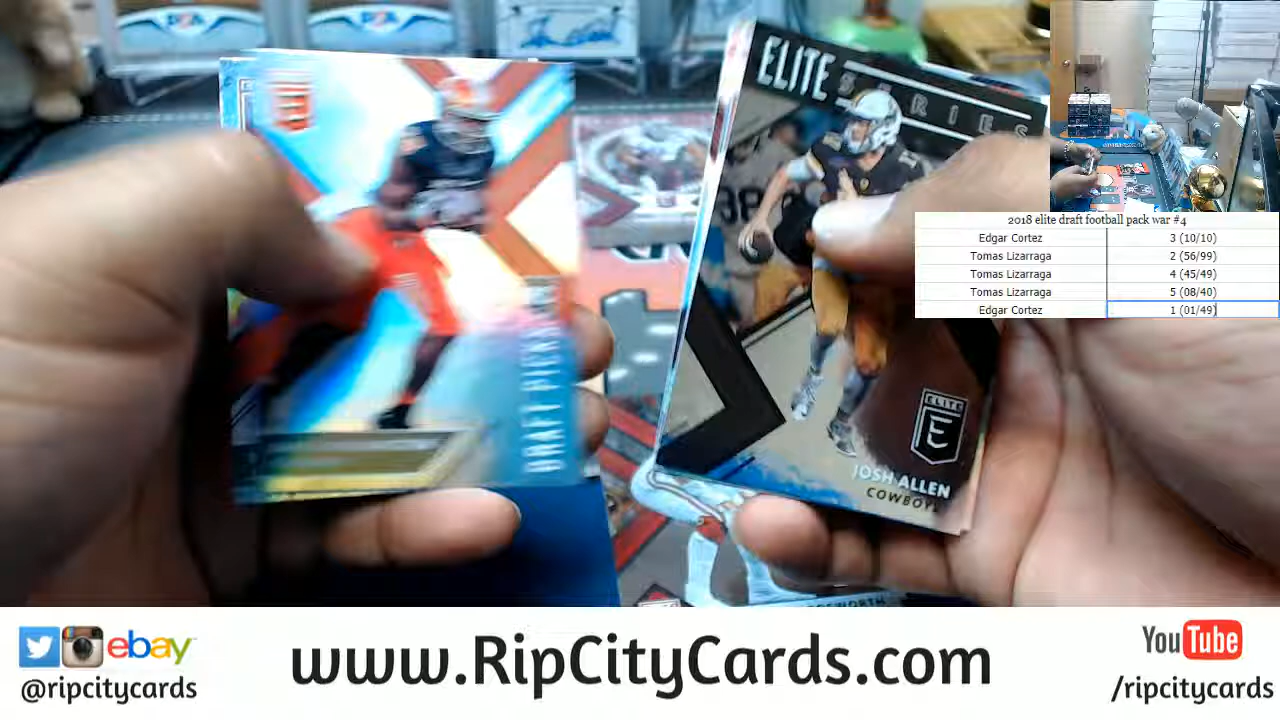 ELITE
SERIES
ELITE
E
JOSH ALLEN
COWBOYS
DRAFT PICKS
2018 elite draft football pack war #4
Edgar Cortez 3 (10/10)
Tomas Lizarraga 2 (56/99)
Tomas Lizarraga 4 (45/49)
Tomas Lizarraga 5 (08/40)
Edgar Cortez 1 (01/49)
ebay
@ripcitycards
www.RipCityCards.com
YouTube
/ripcitycards